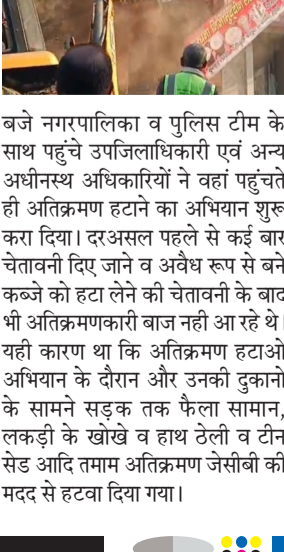 बजे नगरपालिका व पुलिस टीम के
साथ पहुंचे उपजिलाधिकारी एवं अन्य
अधीनस्थ अधिकारियों ने वहां पहुंचते
ही अतिक्रमण हटाने का अभियान शुरू
करा दिया। दरअसल पहले से कई बार
चेतावनी दिए जाने व अवैध रूप से बने
कब्जे को हटा लेने की चेतावनी के बाद
भी अतिक्रमणकारी बाज नही आ रहे थे।
यही कारण था कि अतिक्रमण हटाओ
अभियान के दौरान और उनकी दुकानो
के सामने सड़क तक फैला सामान,
लकड़ी के खोखे व हाथ ठेली व टीन
सेड आदि तमाम अतिक्रमण जेसीबी की
मदद से हटवा दिया गया।